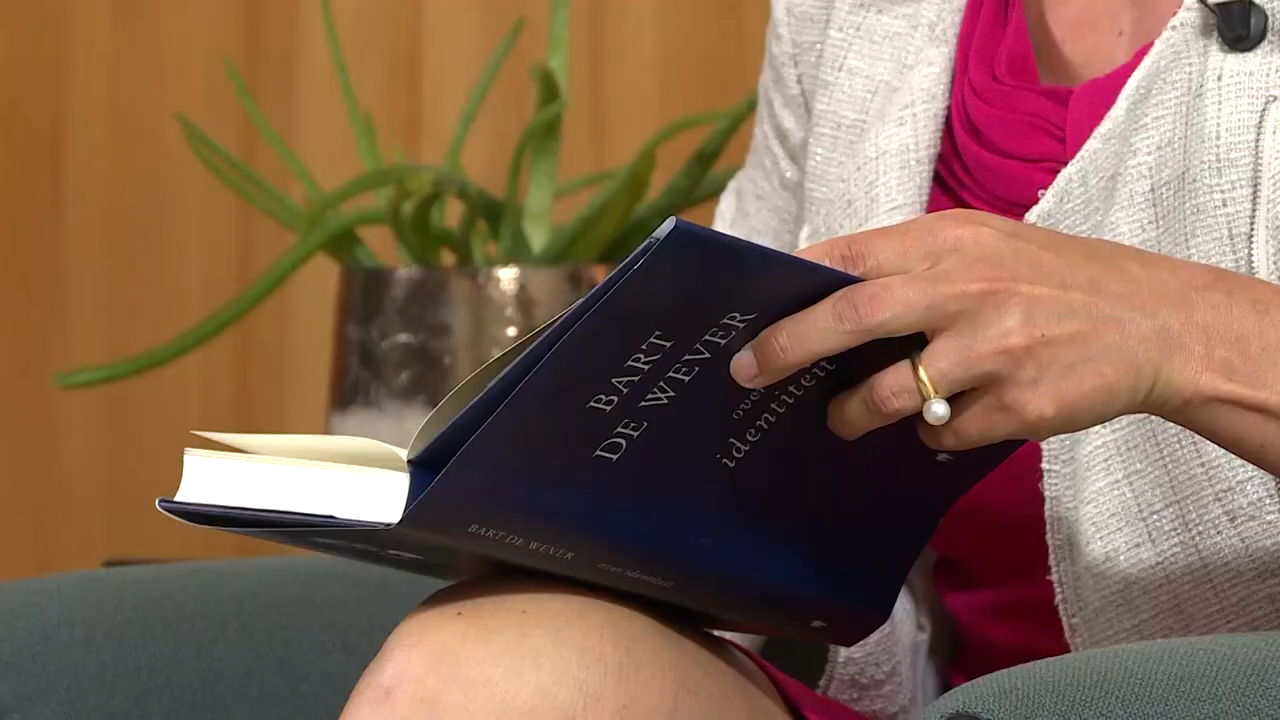 BART
DE WEVER
over
identiteit
BART DE WEVER
over identiteit